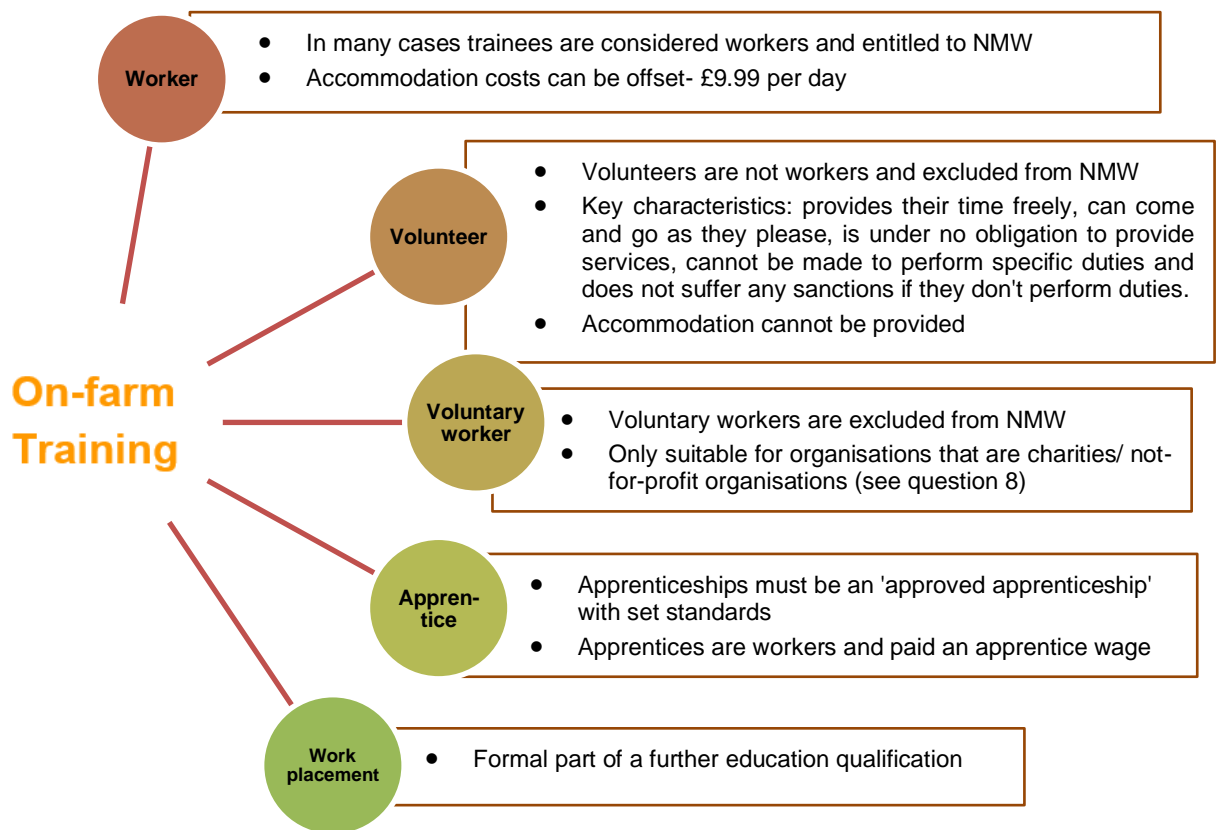 Worker
● In many cases trainees are considered workers and entitled to NMW
● Accommodation costs can be offset- £9.99 per day
Volunteer
● Volunteers are not workers and excluded from NMW
● Key characteristics: provides their time freely, can come
and go as they please, is under no obligation to provide
services, cannot be made to perform specific duties and
does not suffer any sanctions if they don't perform duties.
● Accommodation cannot be provided
On-farm
Training
Voluntary
worker
● Voluntary workers are excluded from NMW
● Only suitable for organisations that are charities/ not-
for-profit organisations (see question 8)
Appren-
tice
● Apprenticeships must be an 'approved apprenticeship'
with set standards
● Apprentices are workers and paid an apprentice wage
Work
placement
● Formal part of a further education qualification